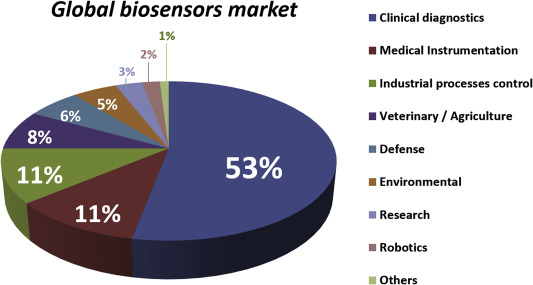 Global biosensors market
1%
2%
3%
5%
6%
8%
11%
11%
53%
Clinical diagnostics
Medical Instrumentation
Industrial processes control
Veterinary / Agriculture
Defense
Environmental
Research
Robotics
Others